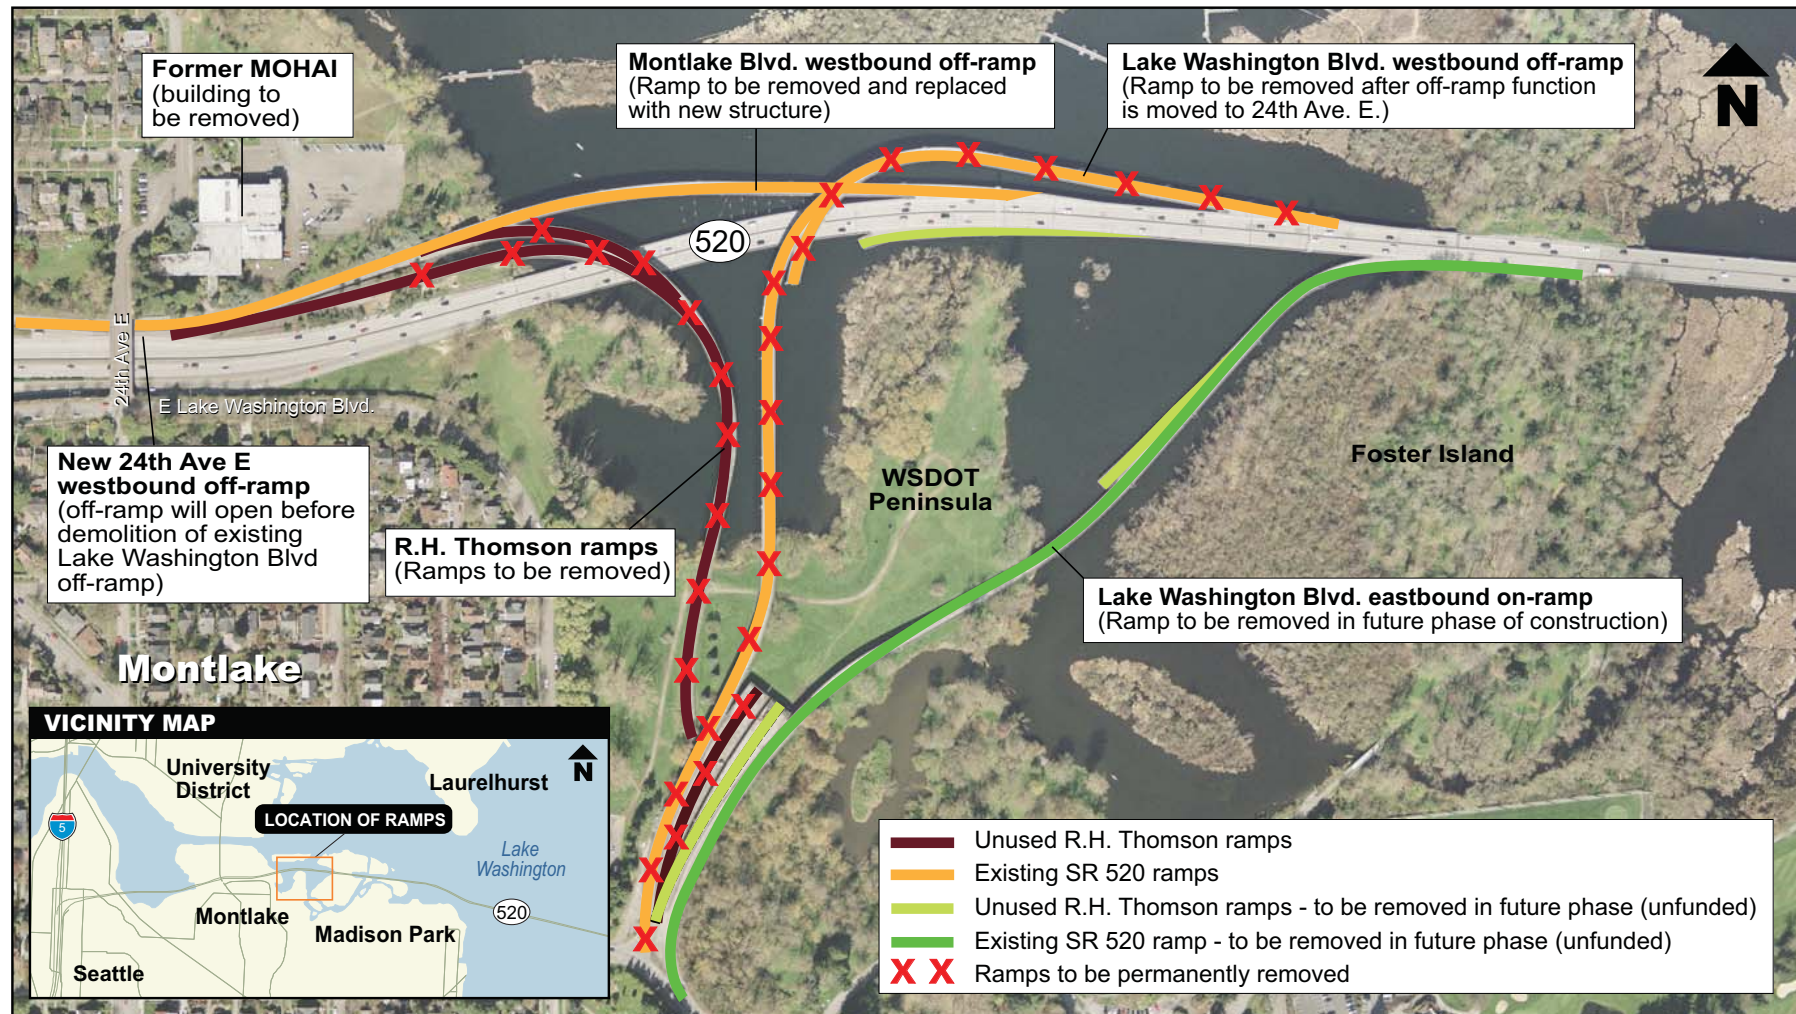 Former MOHAI
(building to
be removed)
Montlake Blvd. westbound off-ramp
(Ramp to be removed and replaced
with new structure)
Lake Washington Blvd. westbound off-ramp
(Ramp to be removed after off-ramp function
is moved to 24th Ave. E.)
N
520
24th Ave E
E Lake Washington Blvd.
New 24th Ave E
westbound off-ramp
(off-ramp will open before
demolition of existing
Lake Washington Blvd
off-ramp)
R.H. Thomson ramps
(Ramps to be removed)
WSDOT
Peninsula
Foster Island
Lake Washington Blvd. eastbound on-ramp
(Ramp to be removed in future phase of construction)
Montlake
VICINITY MAP
N
University
District
Laurelhurst
LOCATION OF RAMPS
5
Lake
Washington
520
Montlake
Madison Park
Seattle
Unused R.H. Thomson ramps
Existing SR 520 ramps
Unused R.H. Thomson ramps - to be removed in future phase (unfunded)
Existing SR 520 ramp - to be removed in future phase (unfunded)
X X Ramps to be permanently removed